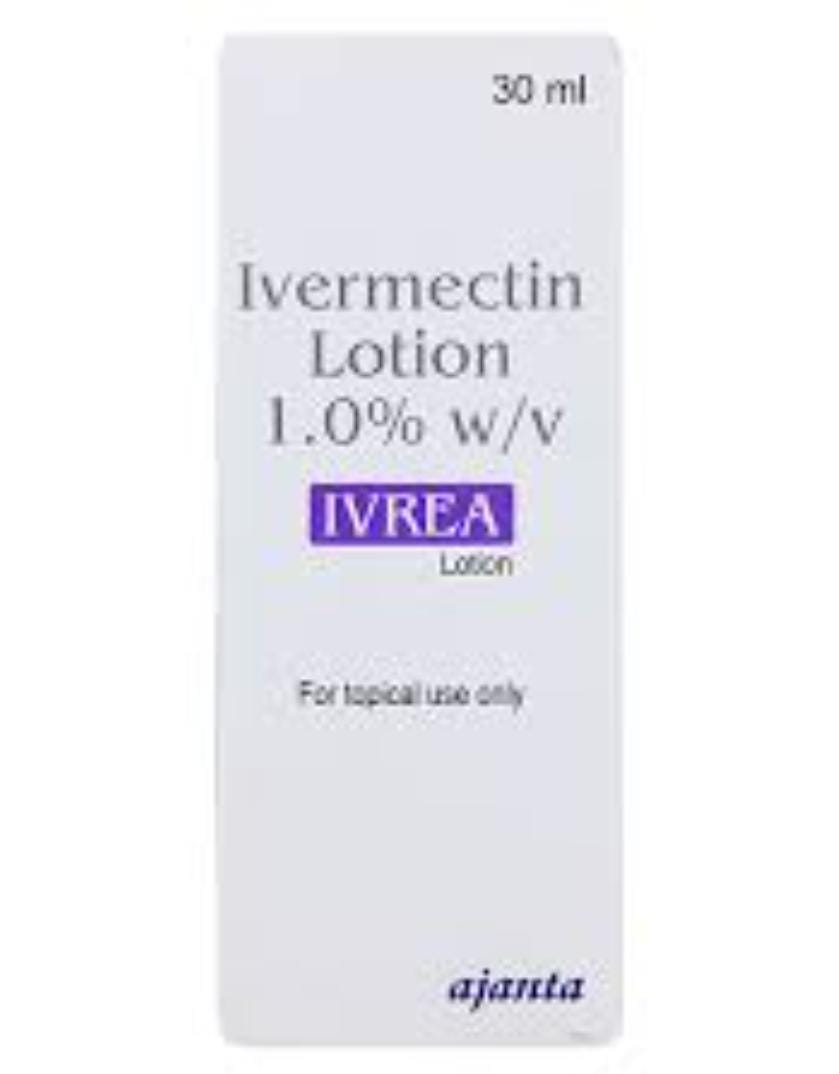 30 ml
Ivermectin
Lotion
1.0% w/v
IVREA
Lotion
For topical use only
ajanta